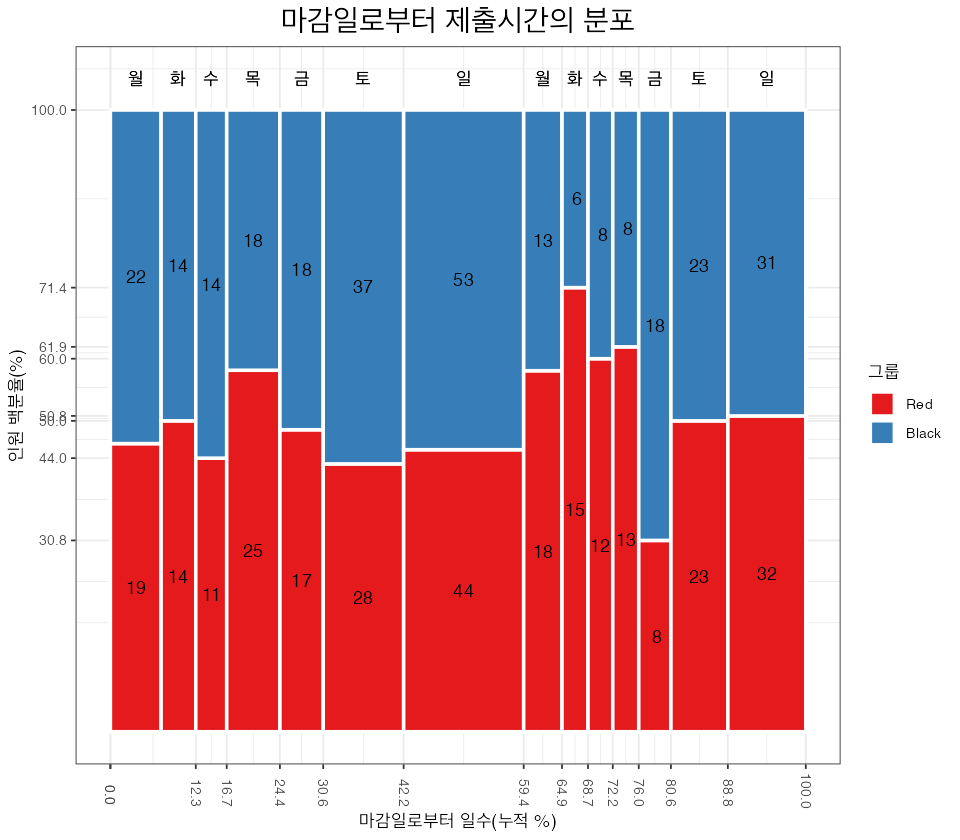 마감일로부터 제출시간의 분포
월 화 수 목 금 토 일 월 화 수 목 금 토 일
100.0
71.4
61.9
60.0
50.8
50.0
44.0
30.8
인원 백분율(%)
22 14 14 18 18 37 53 13 6 8 8 18 23 31
19 14 11 25 17 28 44 18 15 12 13 8 23 32
0.0 12.3 16.7 24.4 30.6 42.2 59.4 64.9 68.7 72.2 76.0 80.6 88.8 100.0
마감일로부터 일수(누적 %)
그룹
Red
Black